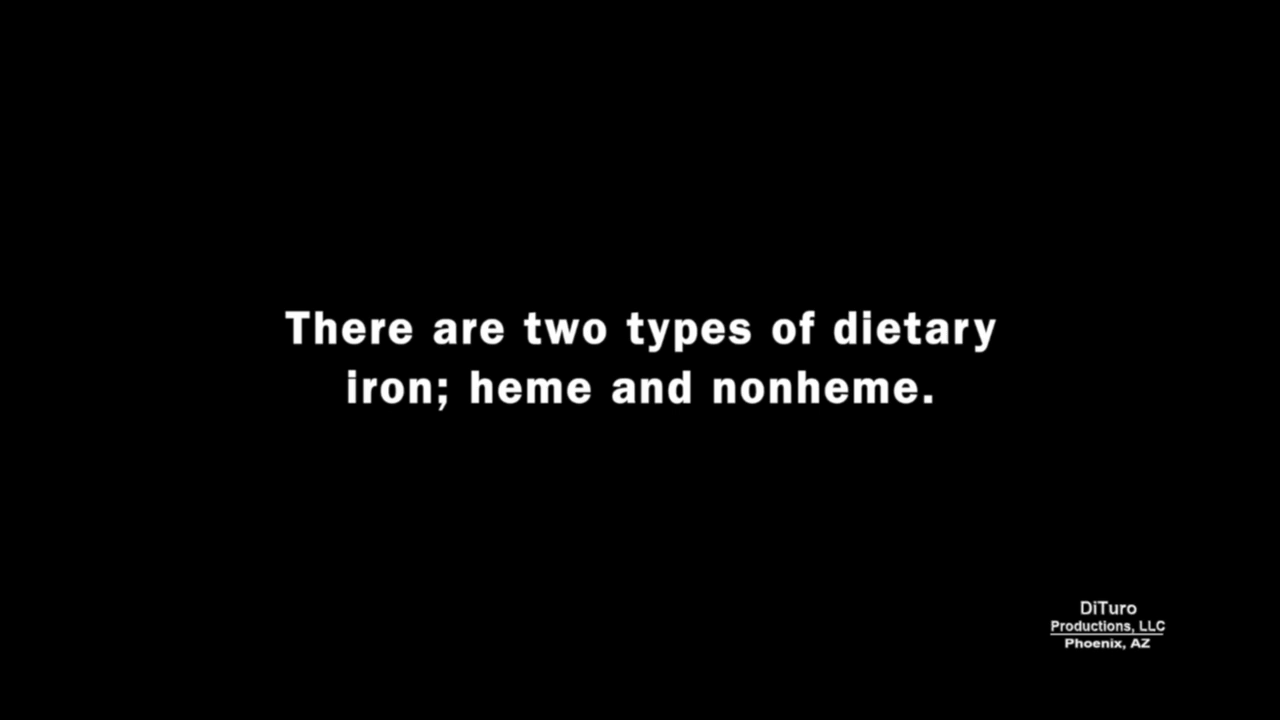 There are two types of dietary
iron; heme and nonheme.
DiTuro
Productions, LLC
Phoenix, AZ